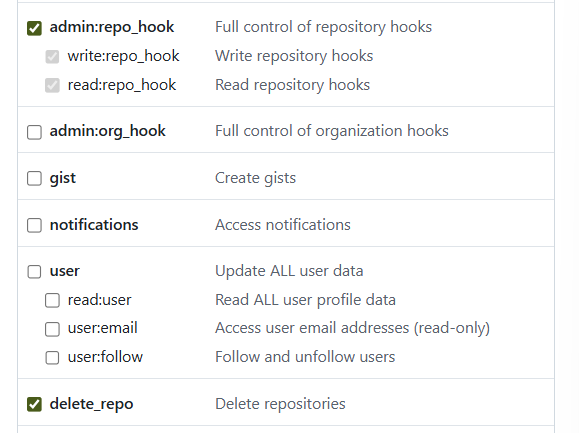 admin:repo_hook Full control of repository hooks
write:repo_hook Write repository hooks
read:repo_hook Read repository hooks
admin:org_hook Full control of organization hooks
gist Create gists
notifications Access notifications
user Update ALL user data
read:user Read ALL user profile data
user:email Access user email addresses (read-only)
user:follow Follow and unfollow users
delete_repo Delete repositories